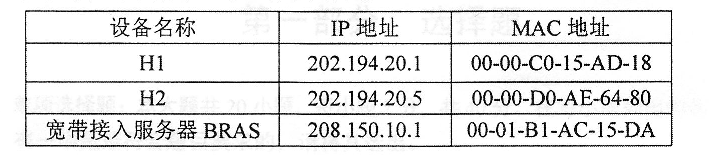 设备名称 IP 地址 MAC 地址
H1 202.194.20.1 00-00-C0-15-AD-18
H2 202.194.20.5 00-00-D0-AE-64-80
宽带接入服务器 BRAS 208.150.10.1 00-01-B1-AC-15-DA